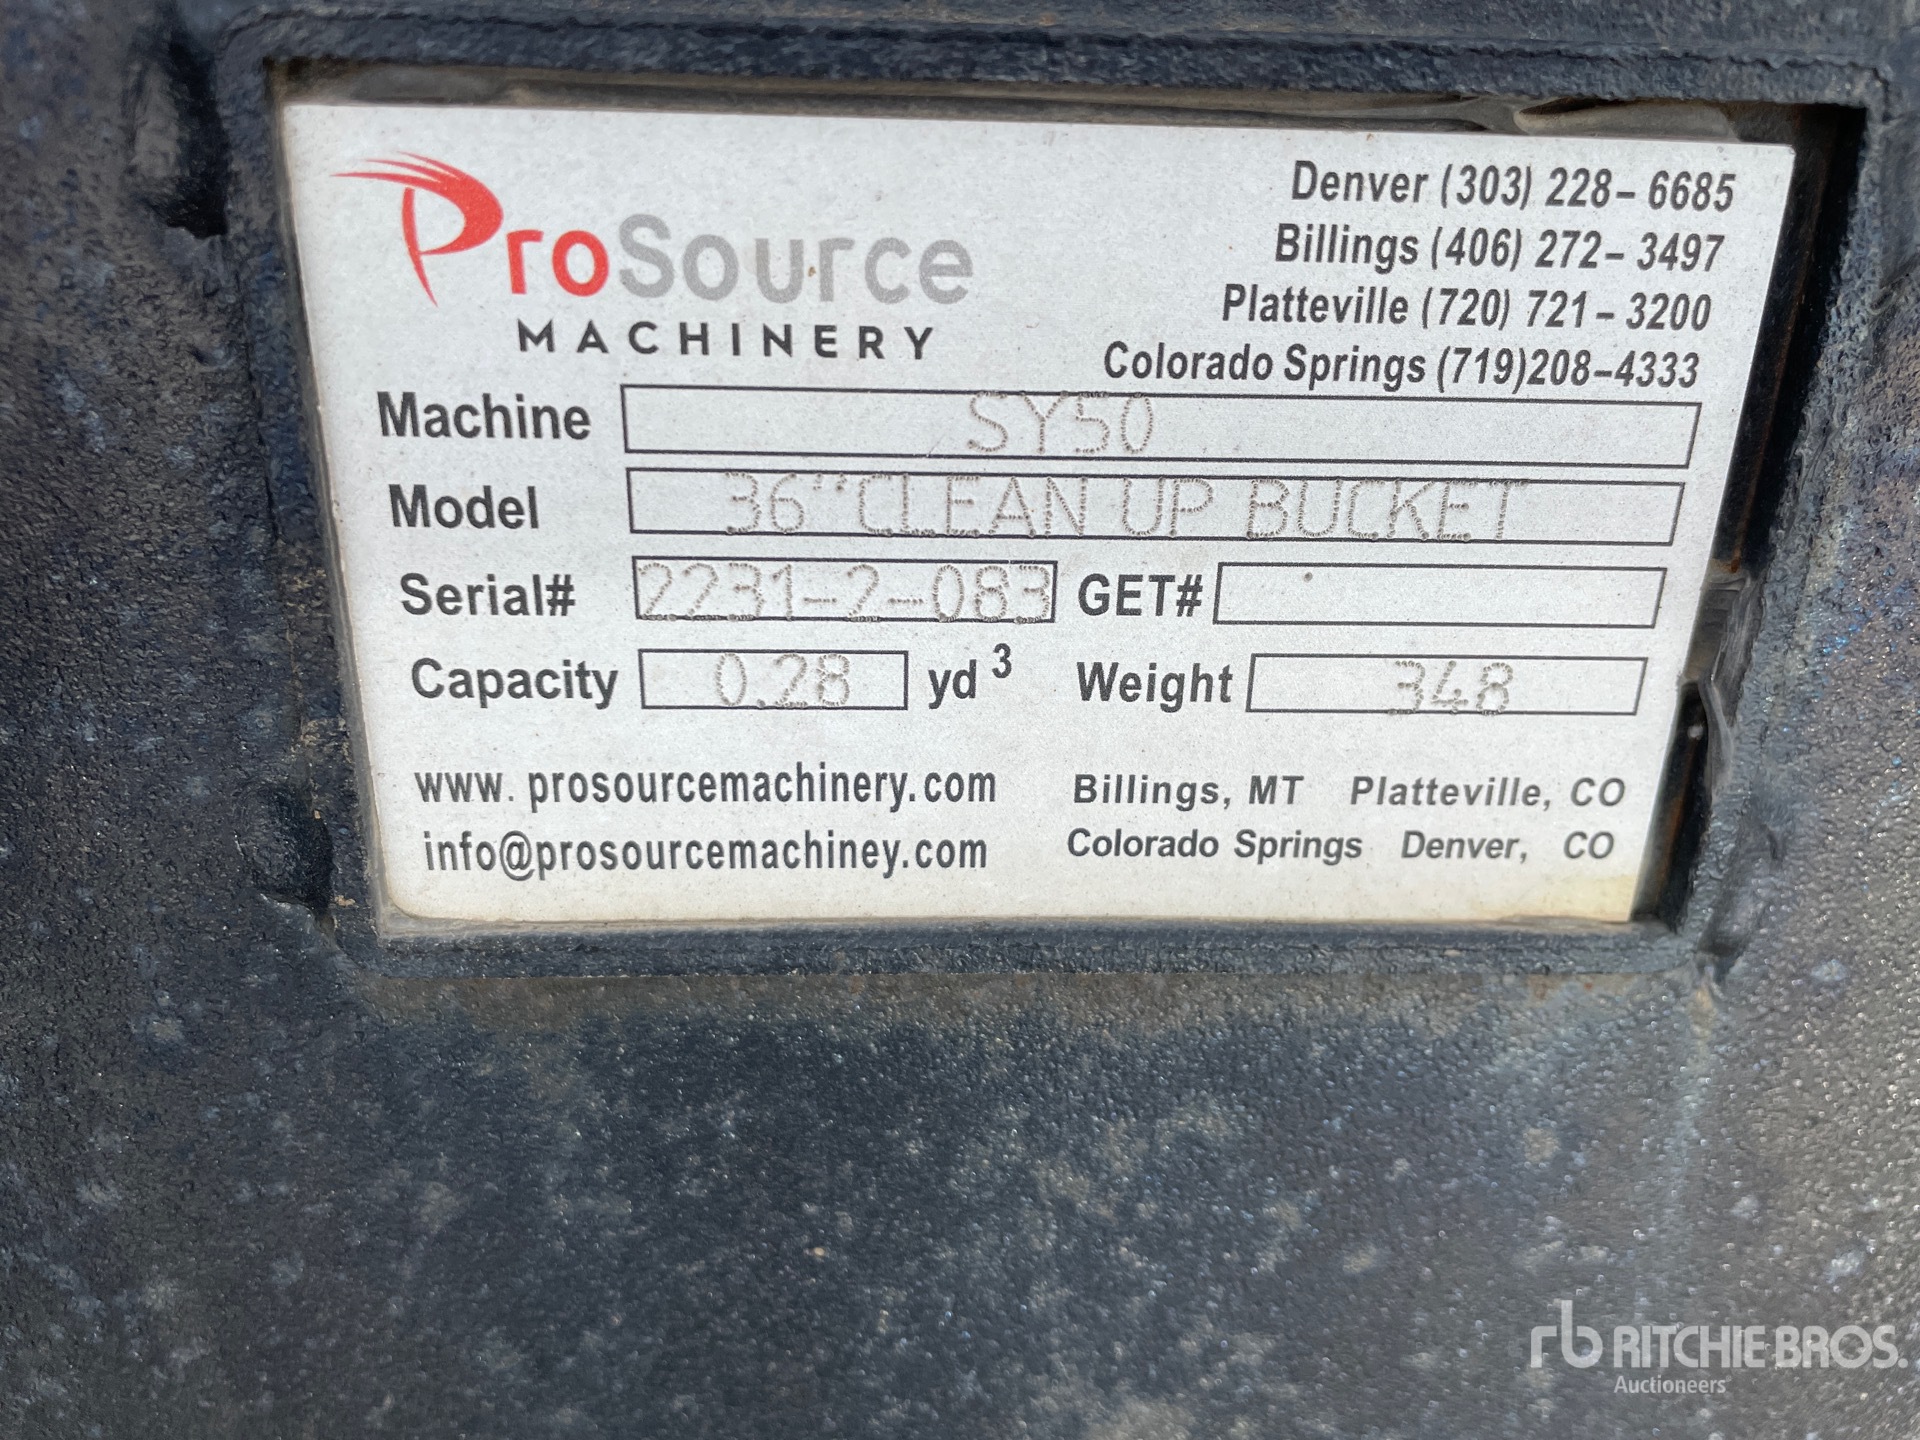 ProSource
MACHINERY
Denver (303) 228-6685
Billings (406) 272-3497
Platteville (720) 721-3200
Colorado Springs (719)208-4333
Machine SY50
Model 36"CLEAN UP BUCKET
Serial# 2231-2-083 GET#
Capacity 0.28 yd³ Weight 348
www. prosourcemachinery.com
info@prosourcemachiney.com
Billings, MT Platteville, CO
Colorado Springs Denver, CO
rb RITCHIE BROS.
Auctioneers